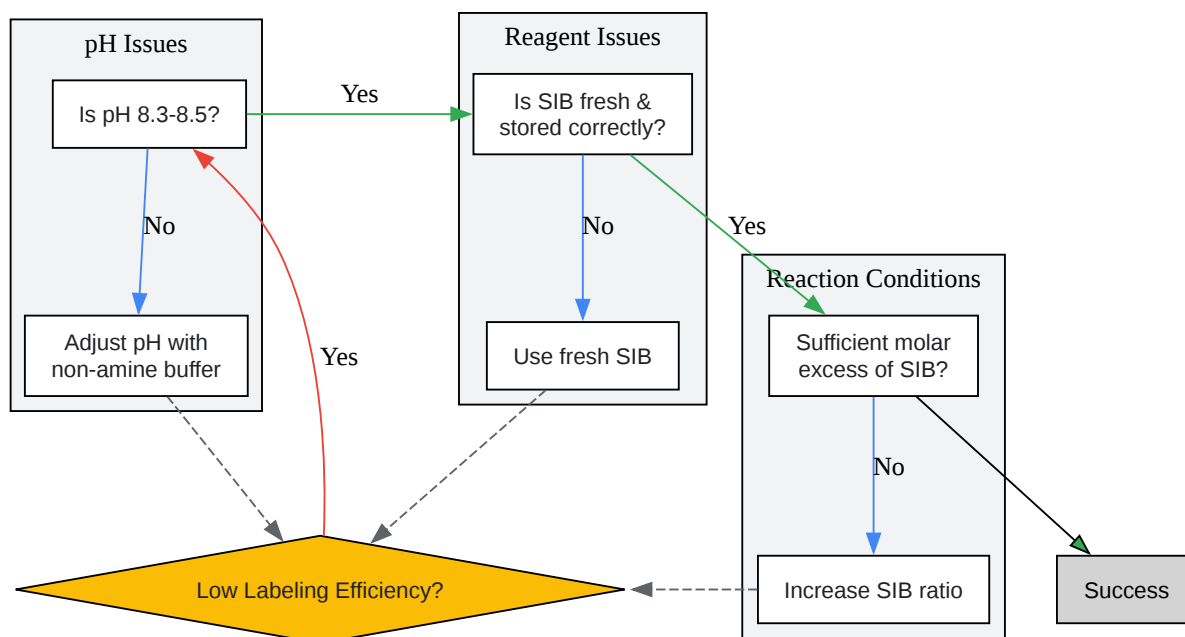 pH Issues
Is pH 8.3-8.5?
No
Adjust pH with
non-amine buffer
Yes
Yes
Reagent Issues
Is SIB fresh &
stored correctly?
No
Use fresh SIB
Yes
Reaction Conditions
Sufficient molar
excess of SIB?
No
Increase SIB ratio
Low Labeling Efficiency?
Success